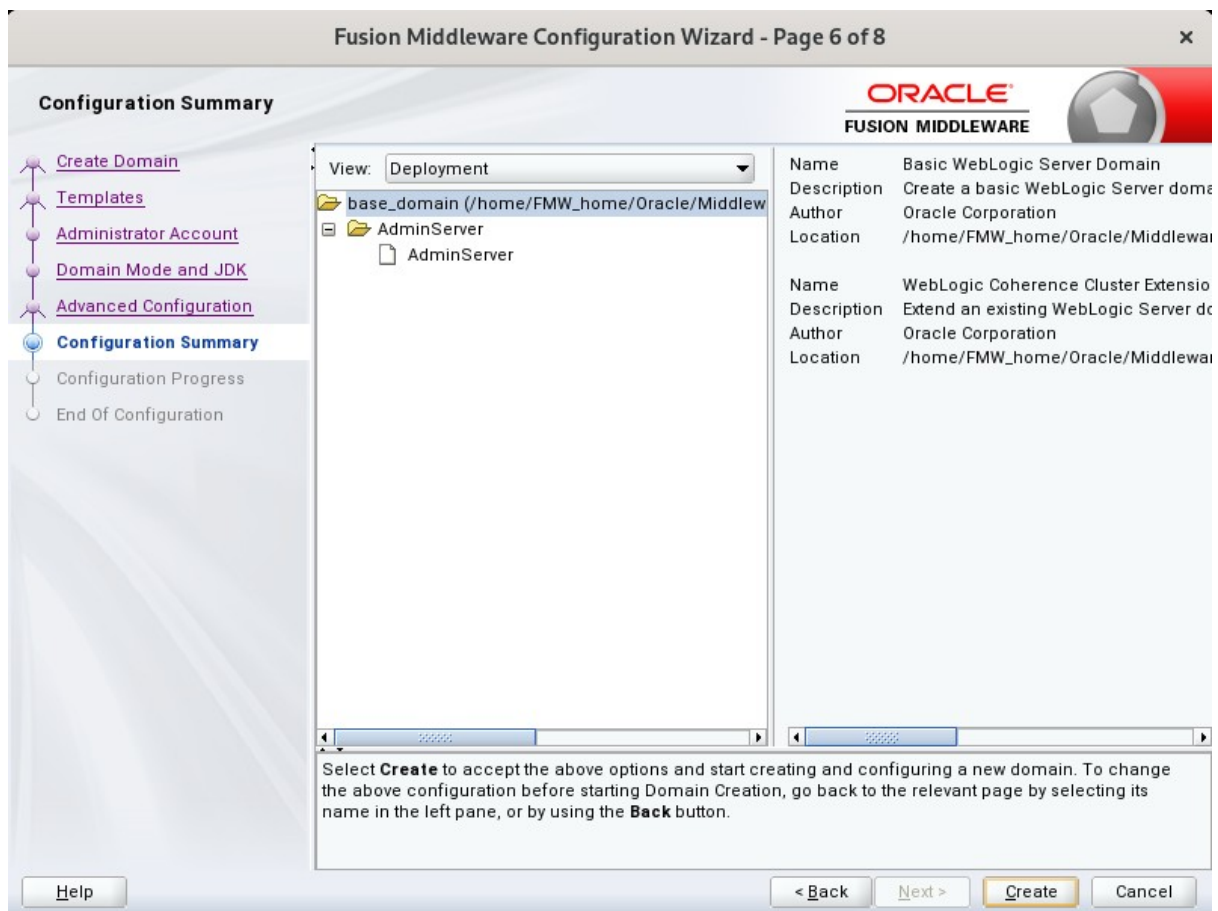 Fusion Middleware Configuration Wizard - Page 6 of 8
Configuration Summary
ORACLE
FUSION MIDDLEWARE
Create Domain
Templates
Administrator Account
Domain Mode and JDK
Advanced Configuration
Configuration Summary
Configuration Progress
End Of Configuration
View: Deployment
base_domain (/home/FMW_home/Oracle/Middlew
AdminServer
AdminServer
Name Basic WebLogic Server Domain
Description Create a basic WebLogic Server doma
Author Oracle Corporation
Location /home/FMW_home/Oracle/Middlewar
Name WebLogic Coherence Cluster Extensio
Description Extend an existing WebLogic Server do
Author Oracle Corporation
Location /home/FMW_home/Oracle/Middlewar
Select Create to accept the above options and start creating and configuring a new domain. To change
the above configuration before starting Domain Creation, go back to the relevant page by selecting its
name in the left pane, or by using the Back button.
Help
< Back
Next >
Create
Cancel